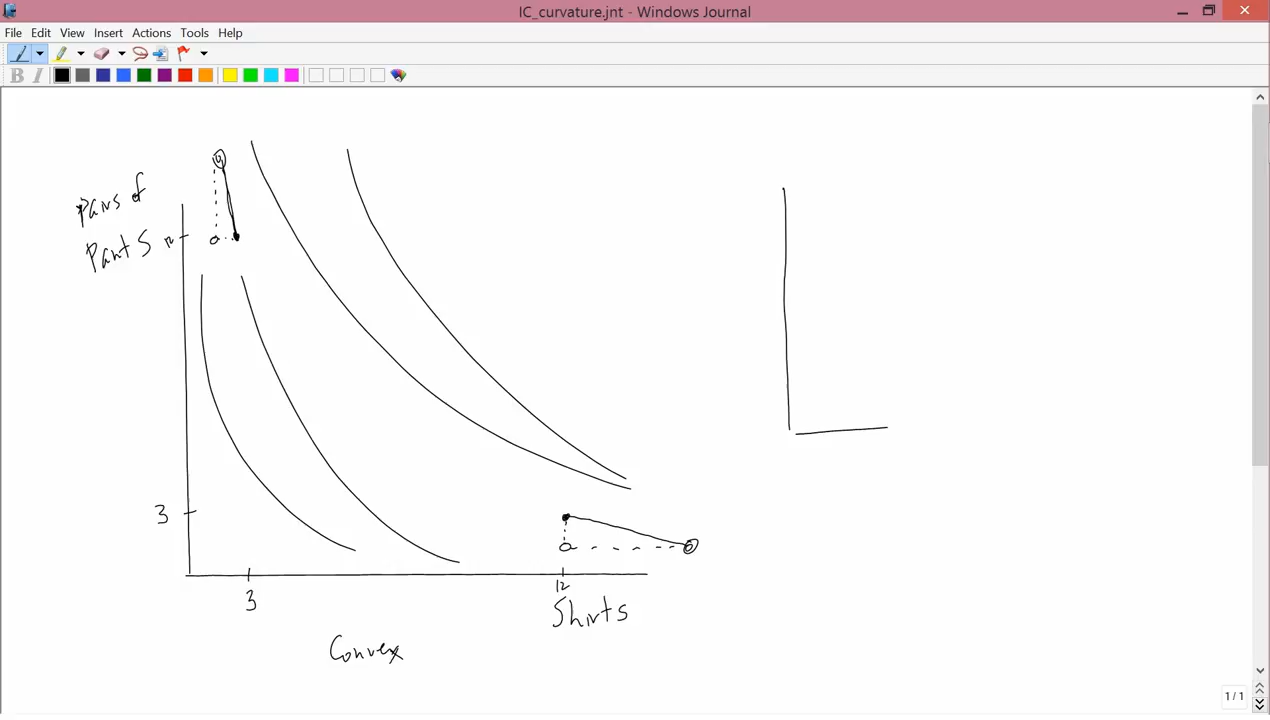 IC_curvature.jnt - Windows Journal
File Edit View Insert Actions Tools Help
B I
Pairs of
Pants
12
3
3
12
Shirts
Convex
1 / 1